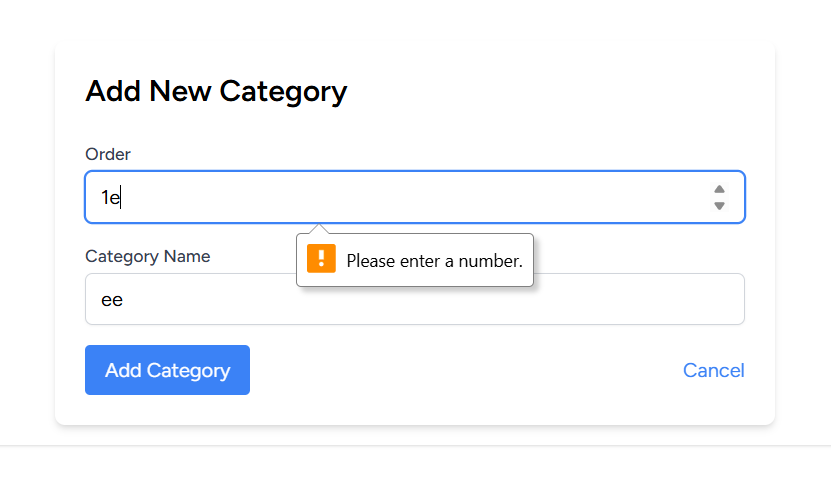 Add New Category
Order
1e
Please enter a number.
Category Name
ee
Add Category
Cancel